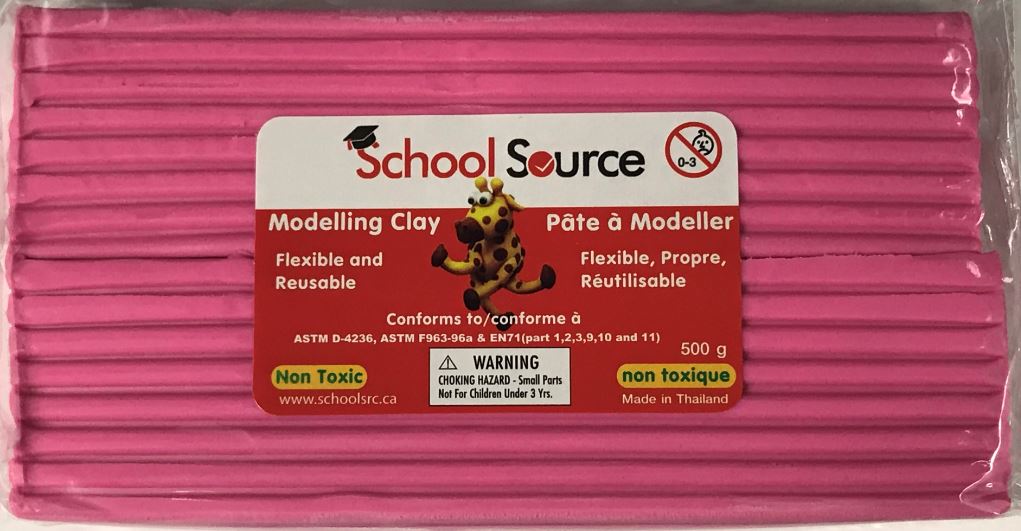 School Source
0-3
Modelling Clay
Pâte à Modeller
Flexible and
Reusable
Flexible, Propre,
Réutilisable
Conforms to/conforme à
ASTM D-4236, ASTM F963-96a & EN71(part 1,2,3,9,10 and 11)
500 g
Non Toxic
⚠ WARNING
CHOKING HAZARD - Small Parts
Not For Children Under 3 Yrs.
non toxique
www.schoolsrc.ca
Made in Thailand